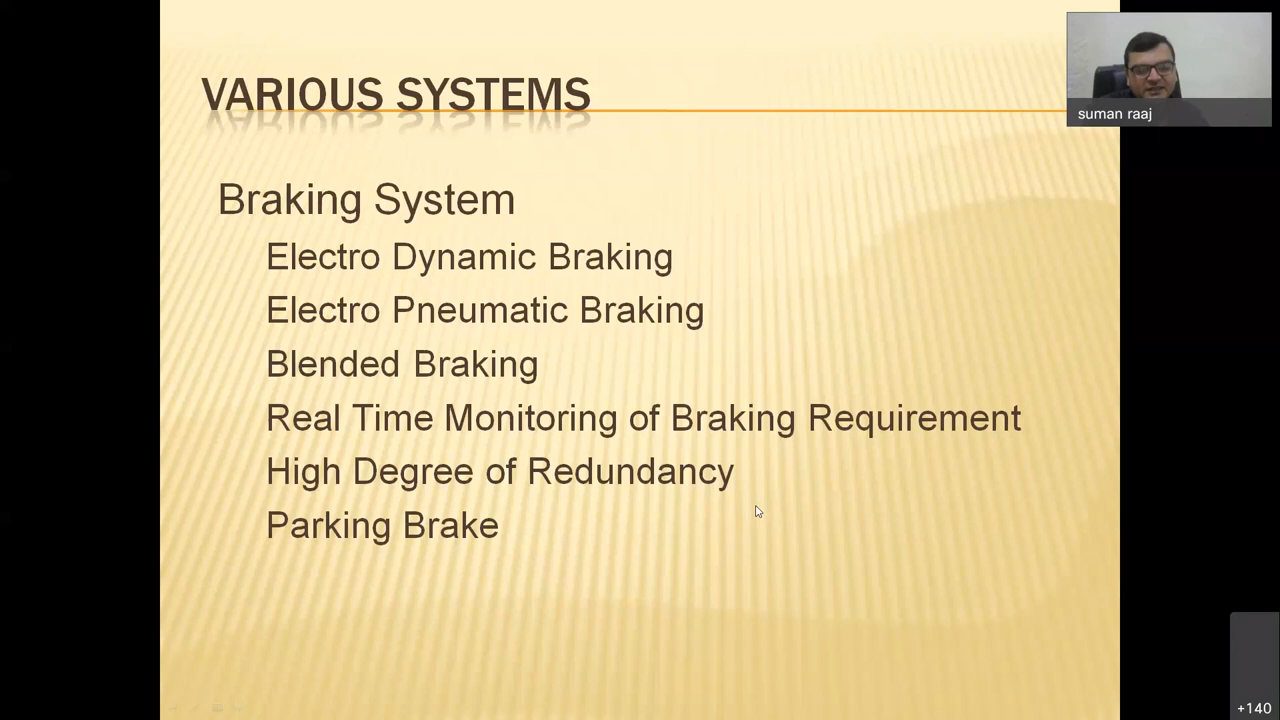 VARIOUS SYSTEMS
suman raaj
Braking System
Electro Dynamic Braking
Electro Pneumatic Braking
Blended Braking
Real Time Monitoring of Braking Requirement
High Degree of Redundancy
Parking Brake
+140